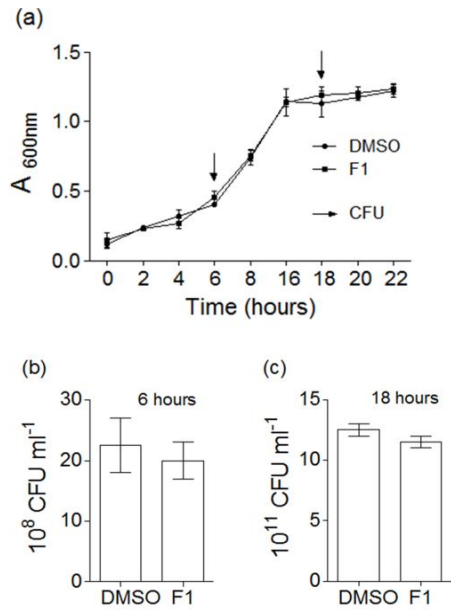 (a)
1.5
1.0
0.5
0.0
A 600nm
DMSO
F1
CFU
0 2 4 6 8 16 18 20 22
Time (hours)
(b)
6 hours
30
20
10
0
10⁸ CFU ml⁻¹
DMSO F1
(c)
18 hours
15
10
5
0
10¹¹ CFU ml⁻¹
DMSO F1